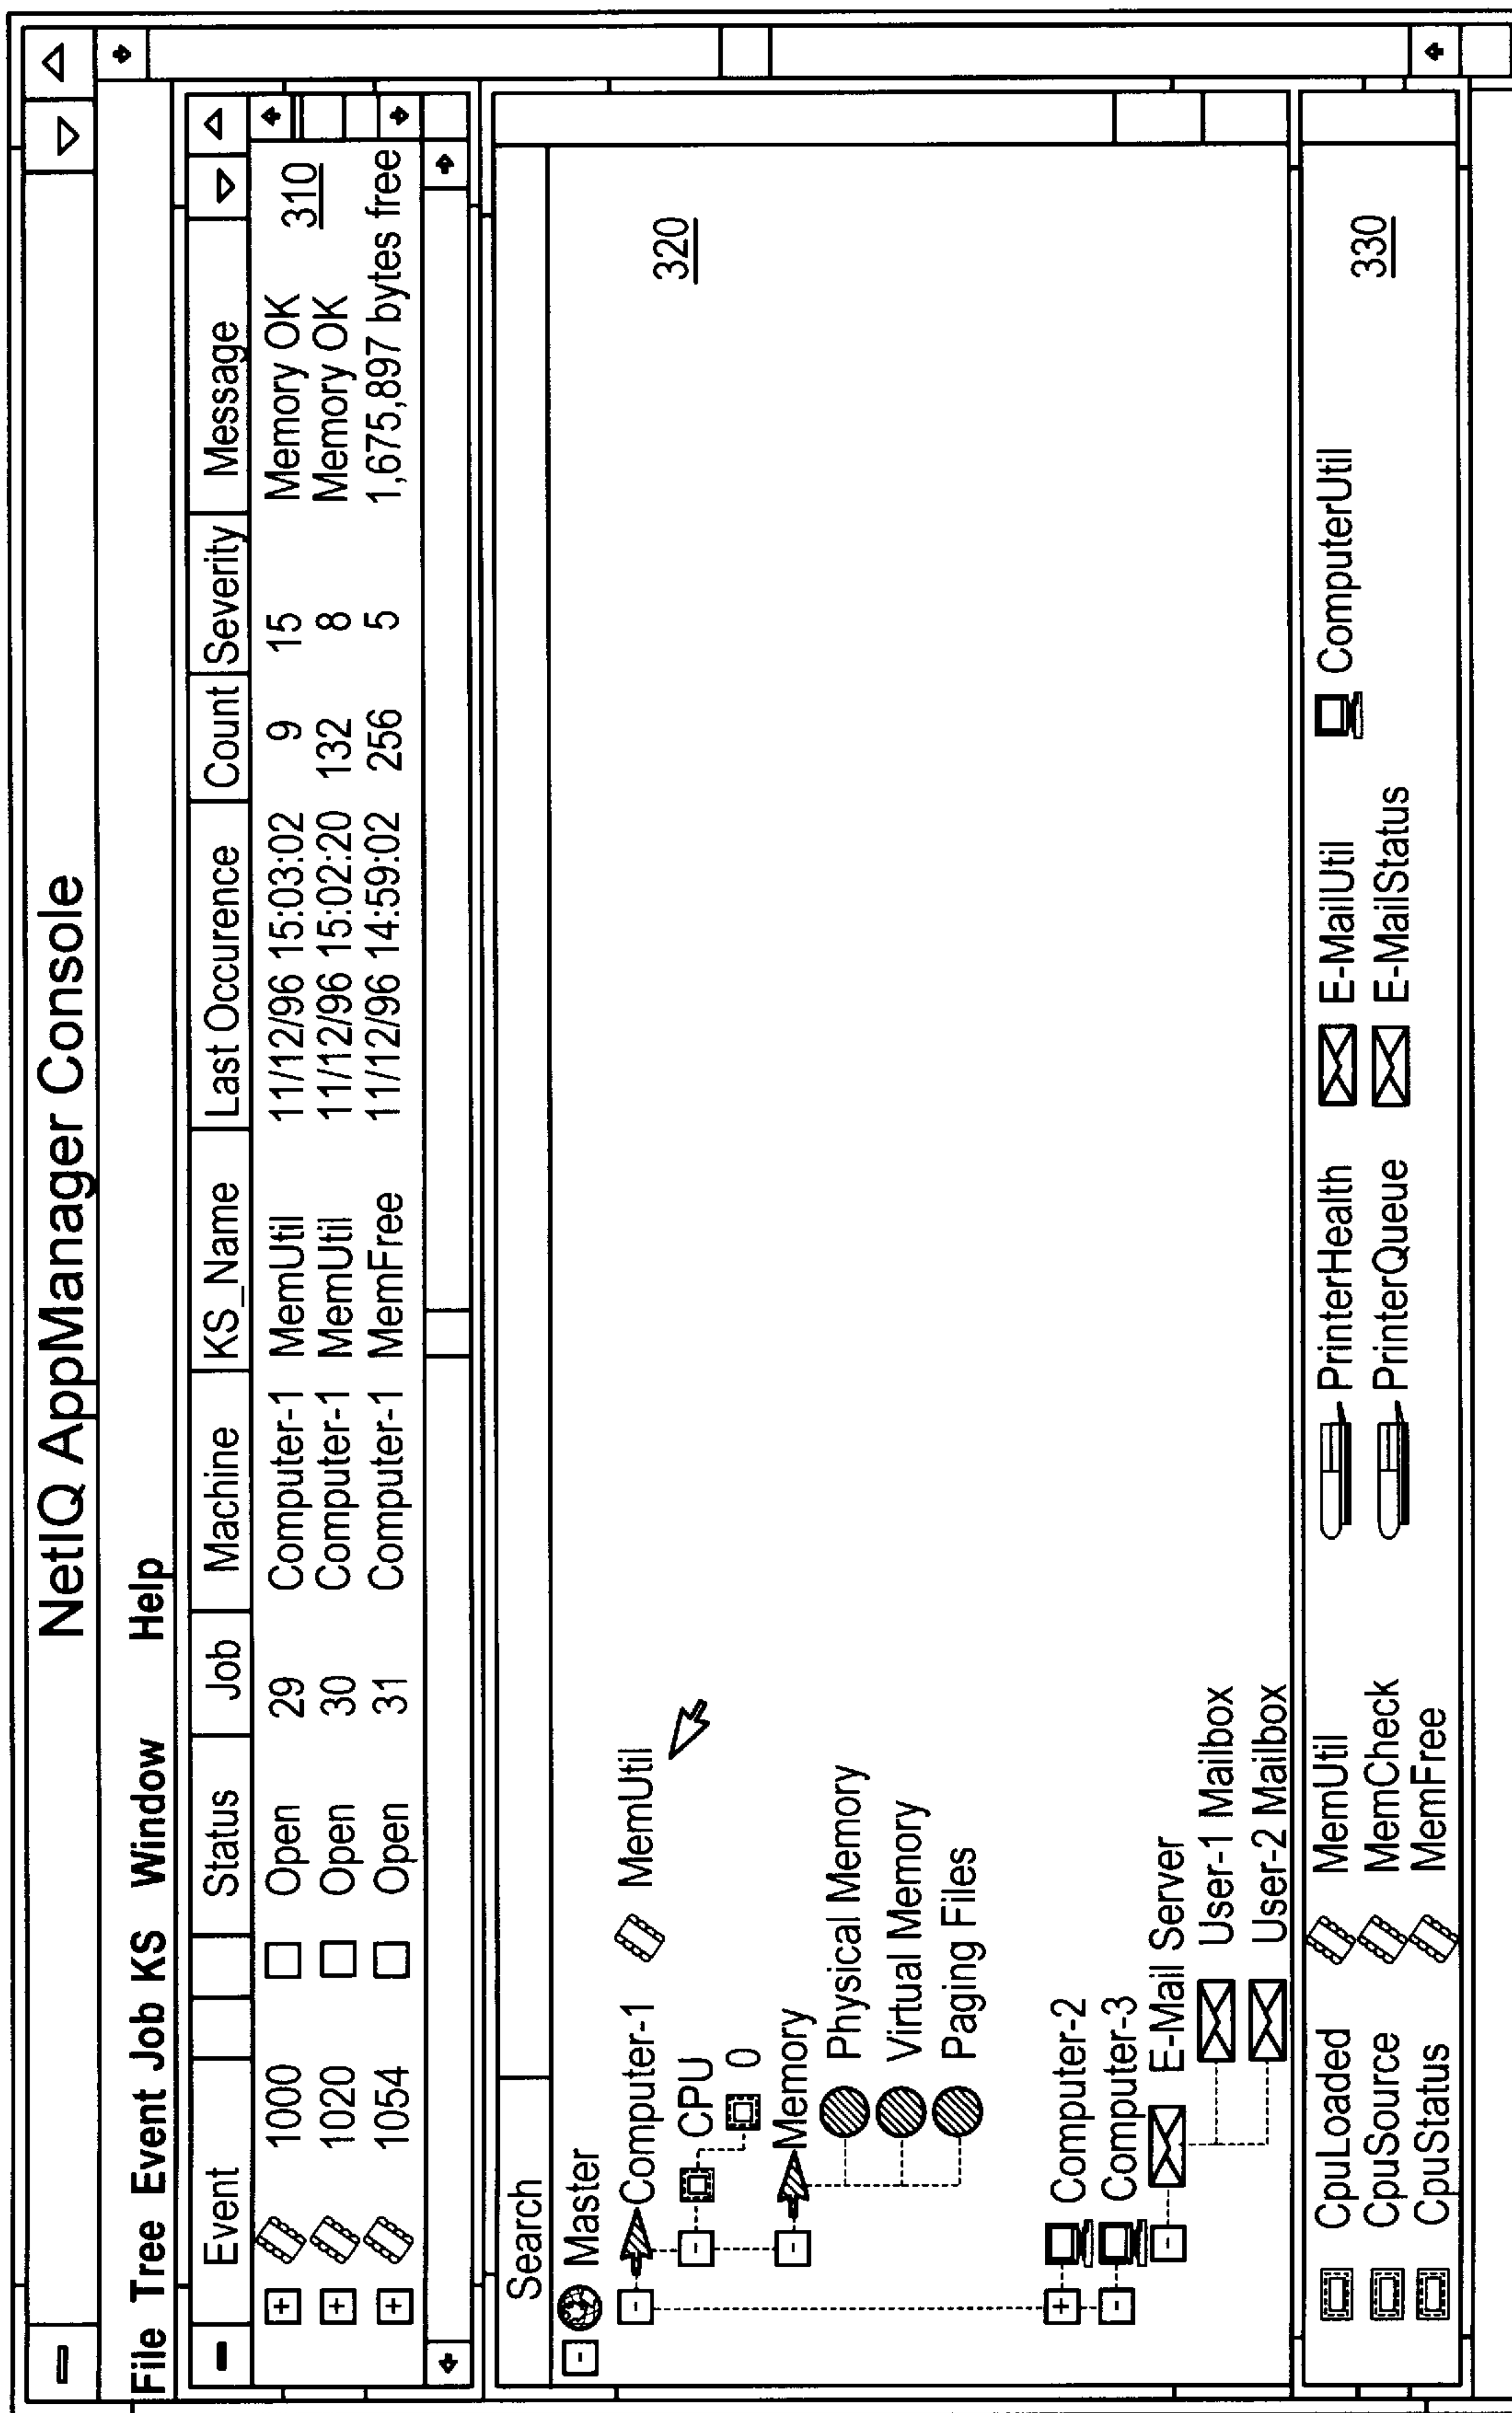 NetIQ AppManager Console
File Tree Event Job KS Window Help
Event Status Job Machine KS_Name Last Occurence Count Severity Message
+ 1000 Open 29 Computer-1 MemUtil 11/12/96 15:03:02 9 15 Memory OK
+ 1020 Open 30 Computer-1 MemUtil 11/12/96 15:02:20 132 8 Memory OK
+ 1054 Open 31 Computer-1 MemFree 11/12/96 14:59:02 256 5 1,675,897 bytes free
310
Search
- Master
- Computer-1 MemUtil
320
- CPU
0
- Memory
Physical Memory
Virtual Memory
Paging Files
+ Computer-2
- Computer-3
- E-Mail Server
User-1 Mailbox
User-2 Mailbox
CpuLoaded MemUtil PrinterHealth E-MailUtil ComputerUtil
CpuSource MemCheck PrinterQueue E-MailStatus
CpuStatus MemFree
330